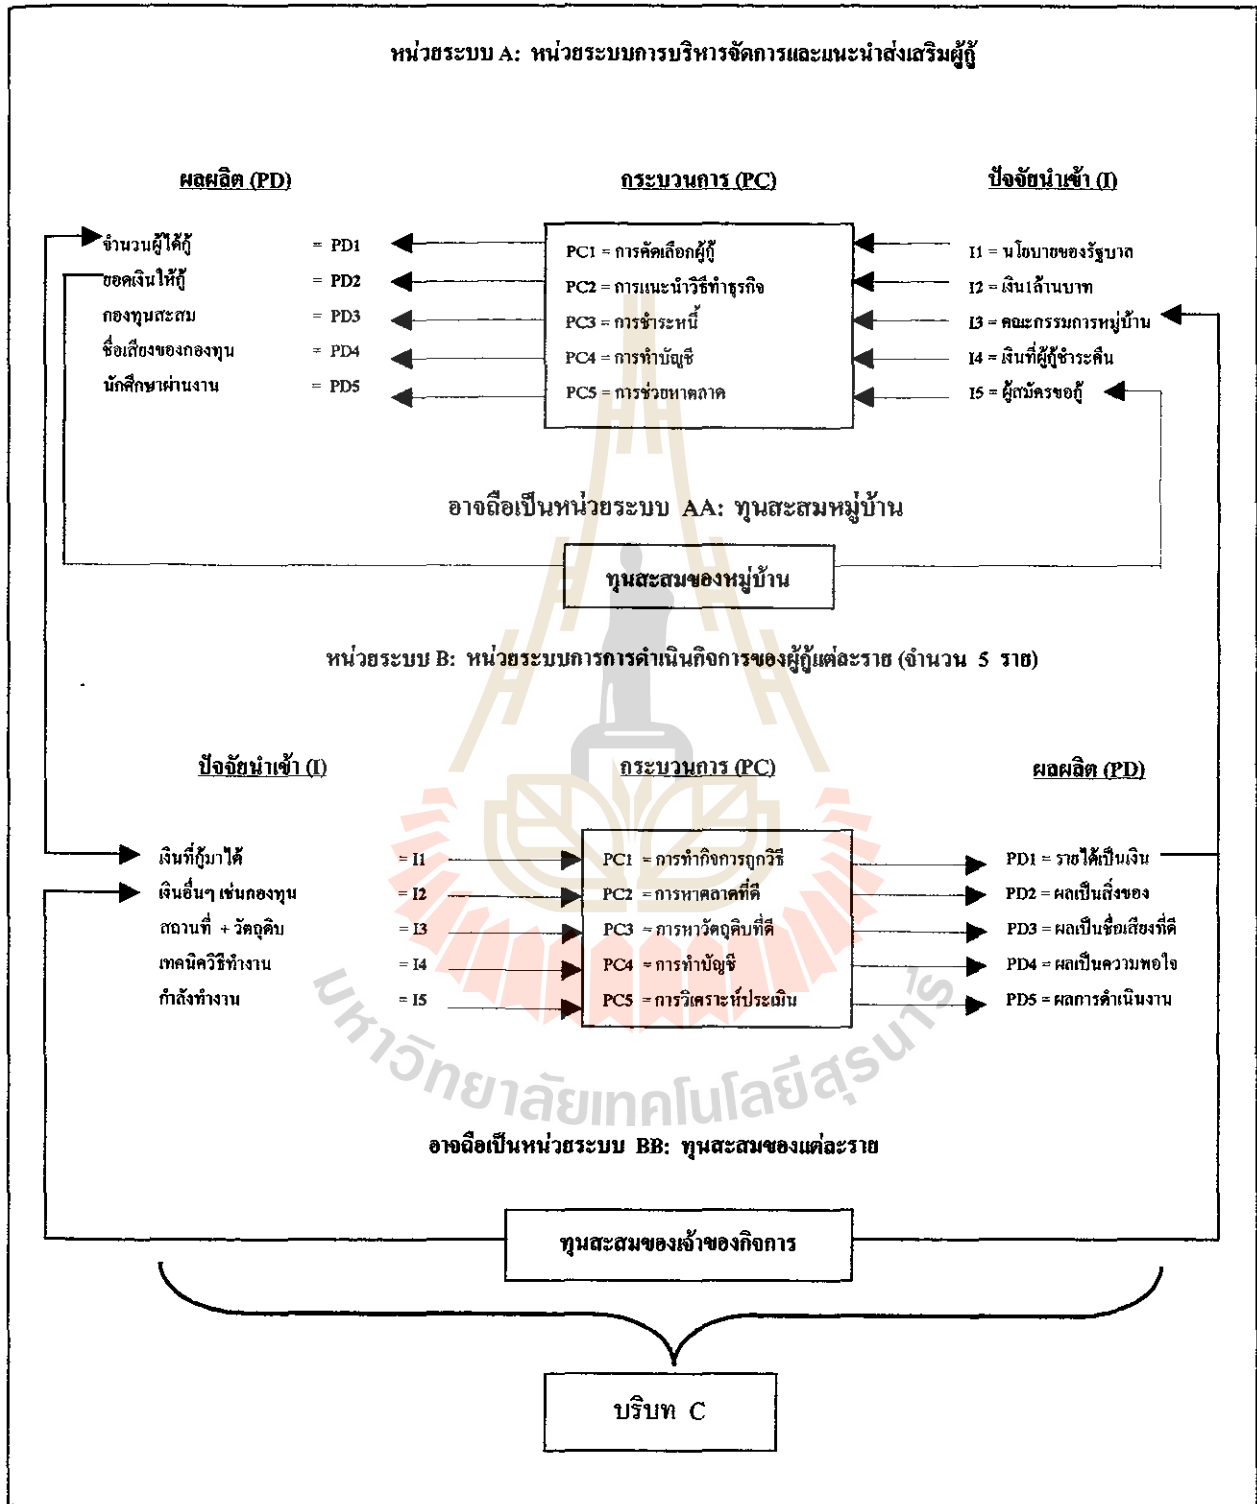 หน่วยระบบ A: หน่วยระบบการบริหารจัดการและแนะนำส่งเสริมผู้กู้
ผลผลิต (PD) กระบวนการ (PC) ปัจจัยนำเข้า (I)
จำนวนผู้ได้กู้ = PD1 PC1 = การคัดเลือกผู้กู้ I1 = นโยบายของรัฐบาล
ยอดเงินให้กู้ = PD2 PC2 = การแนะนำวิธีทำธุรกิจ I2 = เงิน1ล้านบาท
กองทุนสะสม = PD3 PC3 = การชำระหนี้ I3 = คณะกรรมการหมู่บ้าน
ชื่อเสียงของกองทุน = PD4 PC4 = การทำบัญชี I4 = เงินที่ผู้กู้ชำระคืน
นักศึกษาผ่านงาน = PD5 PC5 = การช่วยหาตลาด I5 = ผู้สมัครขอกู้
อาจถือเป็นหน่วยระบบ AA: ทุนสะสมหมู่บ้าน
ทุนสะสมของหมู่บ้าน
หน่วยระบบ B: หน่วยระบบการการดำเนินกิจการของผู้กู้แต่ละราย (จำนวน 5 ราย)
ปัจจัยนำเข้า (I) กระบวนการ (PC) ผลผลิต (PD)
เงินที่กู้มาได้ = I1 PC1 = การทำกิจการถูกวิธี PD1 = รายได้เป็นเงิน
เงินอื่นๆ เช่นกองทุน = I2 PC2 = การหาตลาดที่ดี PD2 = ผลเป็นสิ่งของ
สถานที่ + วัตถุดิบ = I3 PC3 = การหาวัตถุดิบที่ดี PD3 = ผลเป็นชื่อเสียงที่ดี
เทคนิควิธีทำงาน = I4 PC4 = การทำบัญชี PD4 = ผลเป็นความพอใจ
กำลังทำงาน = I5 PC5 = การวิเคราะห์ประเมิน PD5 = ผลการดำเนินงาน
มหาวิทยาลัยเทคโนโลยีสุรนารี
อาจถือเป็นหน่วยระบบ BB: ทุนสะสมของแต่ละราย
ทุนสะสมของเจ้าของกิจการ
บริบท C